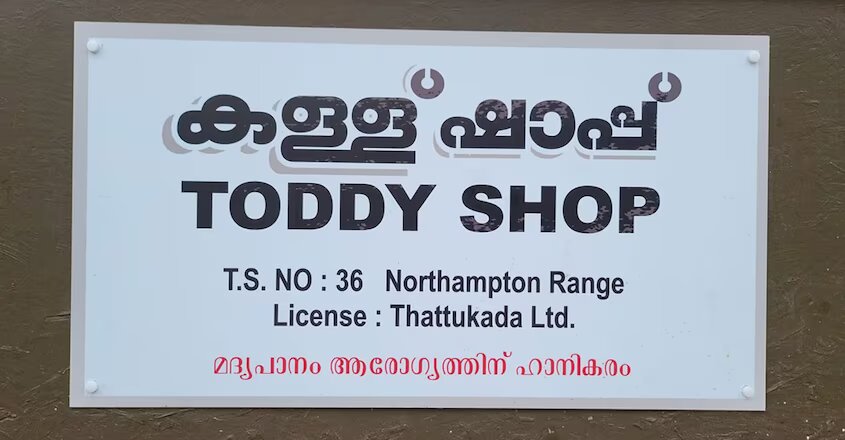 കള്ള് ഷാപ്പ്
TODDY SHOP
T.S. NO : 36 Northampton Range
License : Thattukada Ltd.
മദ്യപാനം ആരോഗ്യത്തിന് ഹാനികരം